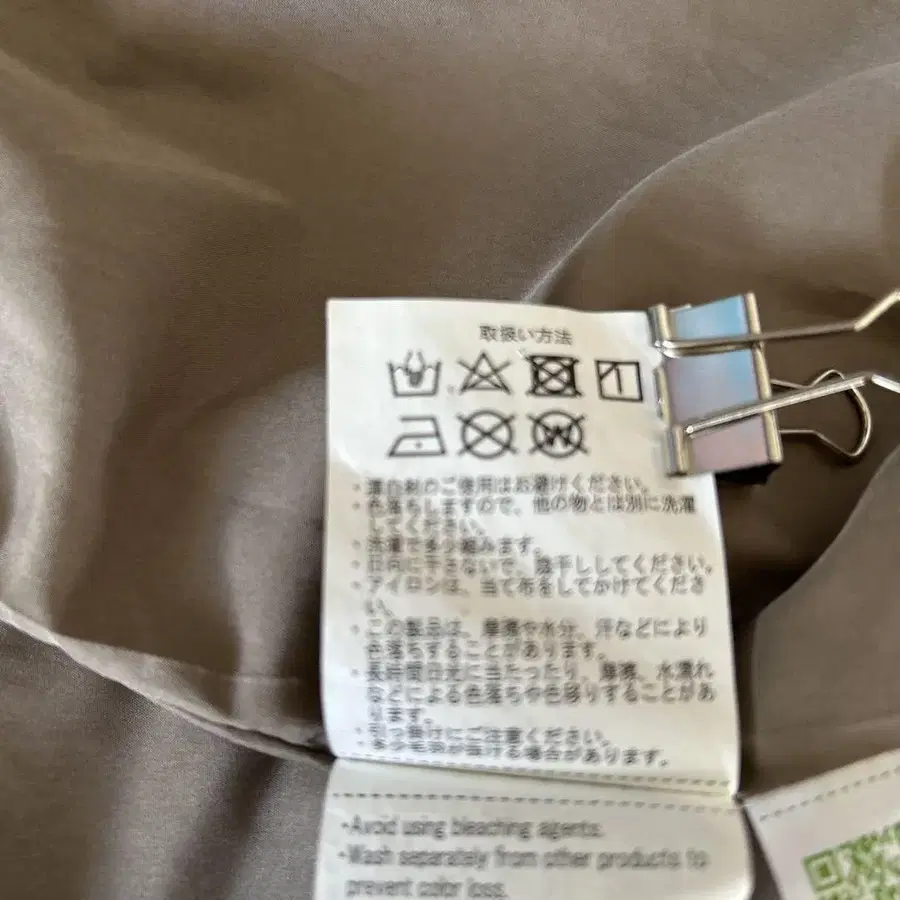 取扱い方法
W
・漂白剤のご使用はお避けください。
・色落ちしますので、他の物とは別に洗濯
してください。
・洗濯で多少縮みます。
・日向に干さないで、陰干ししてください。
・アイロンは、当て布をしてかけてくださ
い。
・この製品は、摩擦や水分、汗などにより
色落ちすることがあります。
・長時間日光に当たったり、摩擦、水濡れ
などによる色落ちや色移りすることがあ
ります。
・引っ掛けにご注意ください。
・多少毛羽が抜ける場合があります。
•Avoid using bleaching agents.
•Wash separately from other products to
prevent color loss.